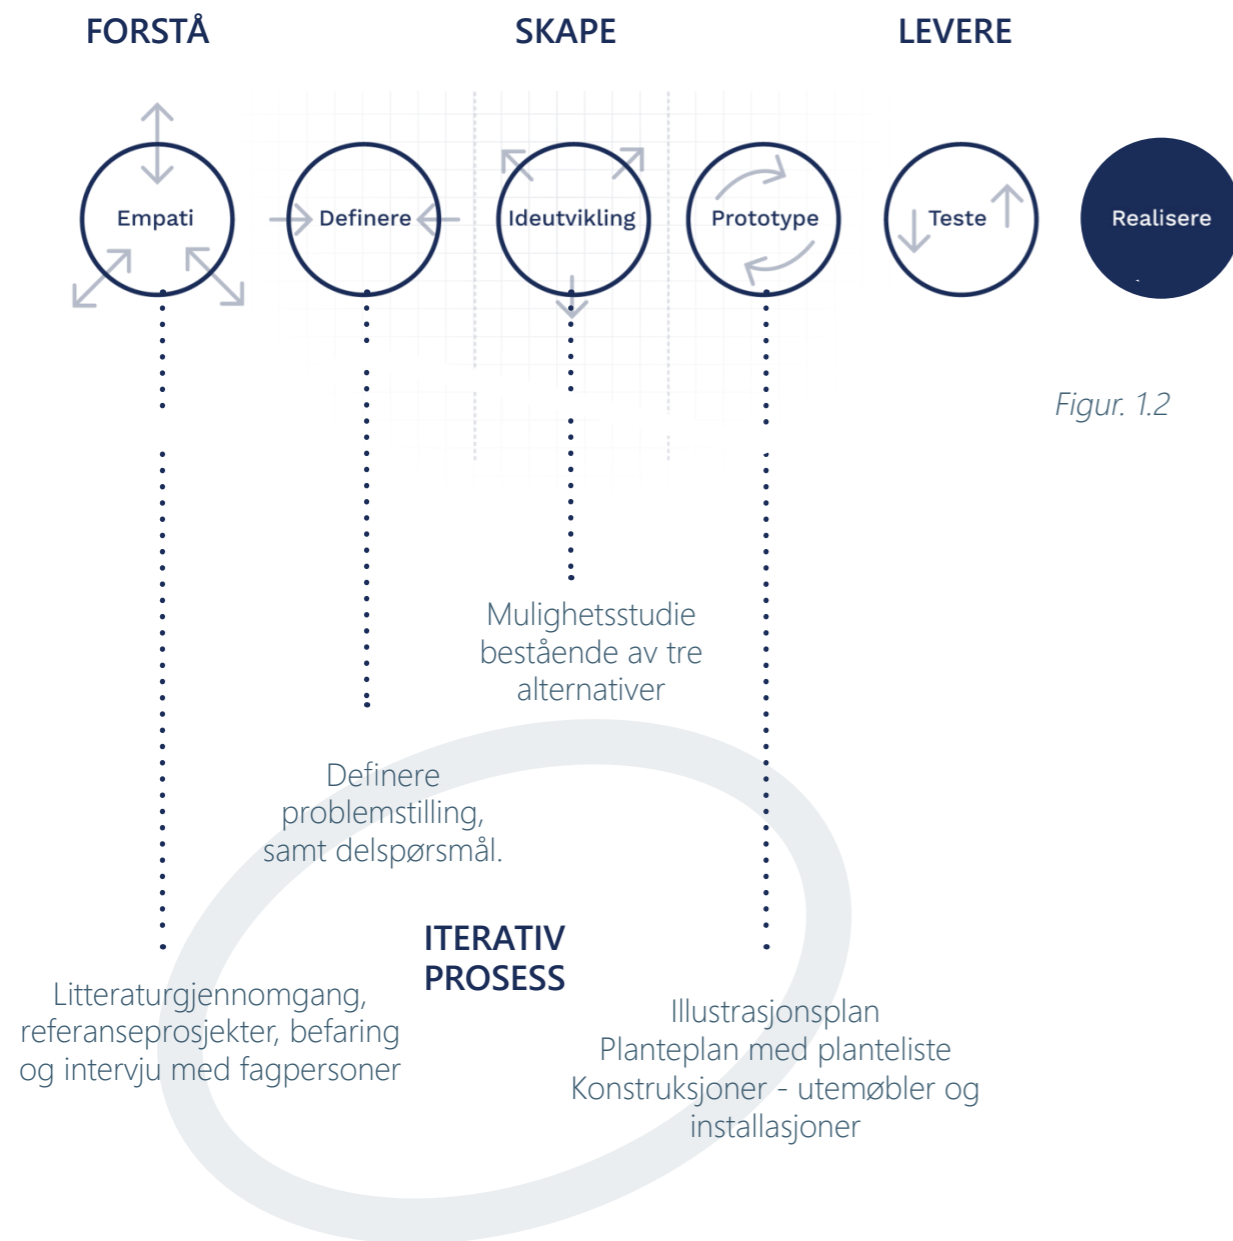 FORSTÅ
SKAPE
LEVERE
Empati
Definere
Ideutvikling
Prototype
Teste
Realisere
Figur. 1.2
Mulighetsstudie
bestående av tre
alternativer
Definere
problemstilling,
samt delspørsmål.
ITERATIV
PROSESS
Litteraturgjennomgang,
referanseprosjekter, befaring
og intervju med fagpersoner
Illustrasjonsplan
Planteplan med planteliste
Konstruksjoner - utemøbler og
installasjoner